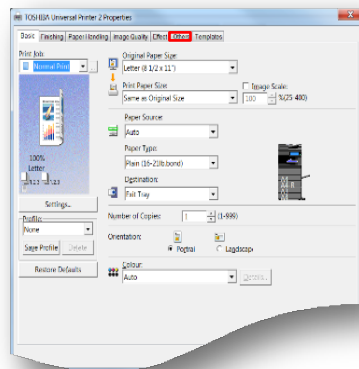 TOSHIBA Universal Printer 2 Properties
Basic Finishing Paper Handling Image Quality Effect Others Templates
Print Job:
Normal Print
...
100%
Letter
Settings...
Profile:
None
Save Profile Delete
Restore Defaults
Original Paper Size:
Letter (8 1/2 x 11")
Print Paper Size:
Same as Original Size
Image Scale:
100 %(25-400)
Paper Source:
Auto
Paper Type:
Plain (16-21lb.bond)
Destination:
Exit Tray
Number of Copies: 1 (1-999)
Orientation:
Portrait Landscape
Colour:
Auto
Details...